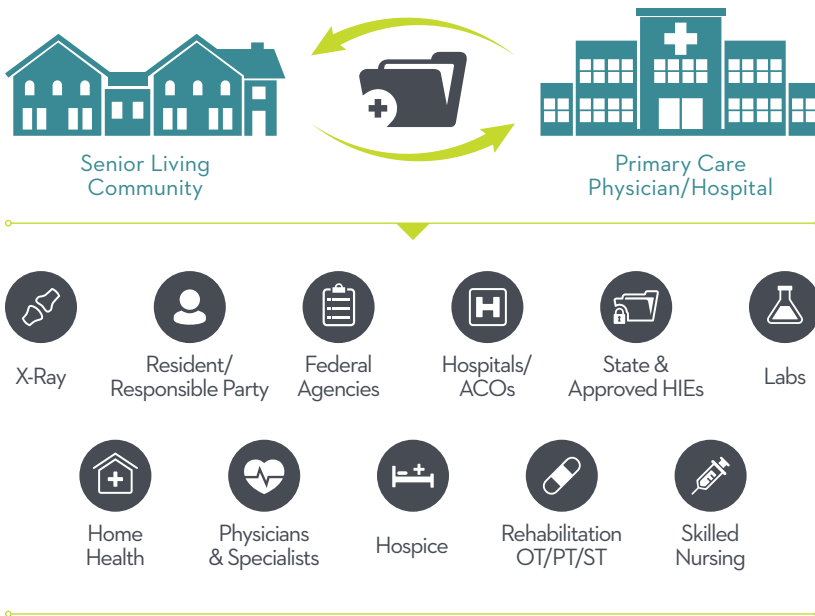 Senior Living
Community
Primary Care
Physician/Hospital
X-Ray
Resident/
Responsible Party
Federal
Agencies
H
Hospitals/
ACOs
State &
Approved HIEs
Labs
Home
Health
Physicians
& Specialists
Hospice
Rehabilitation
OT/PT/ST
Skilled
Nursing